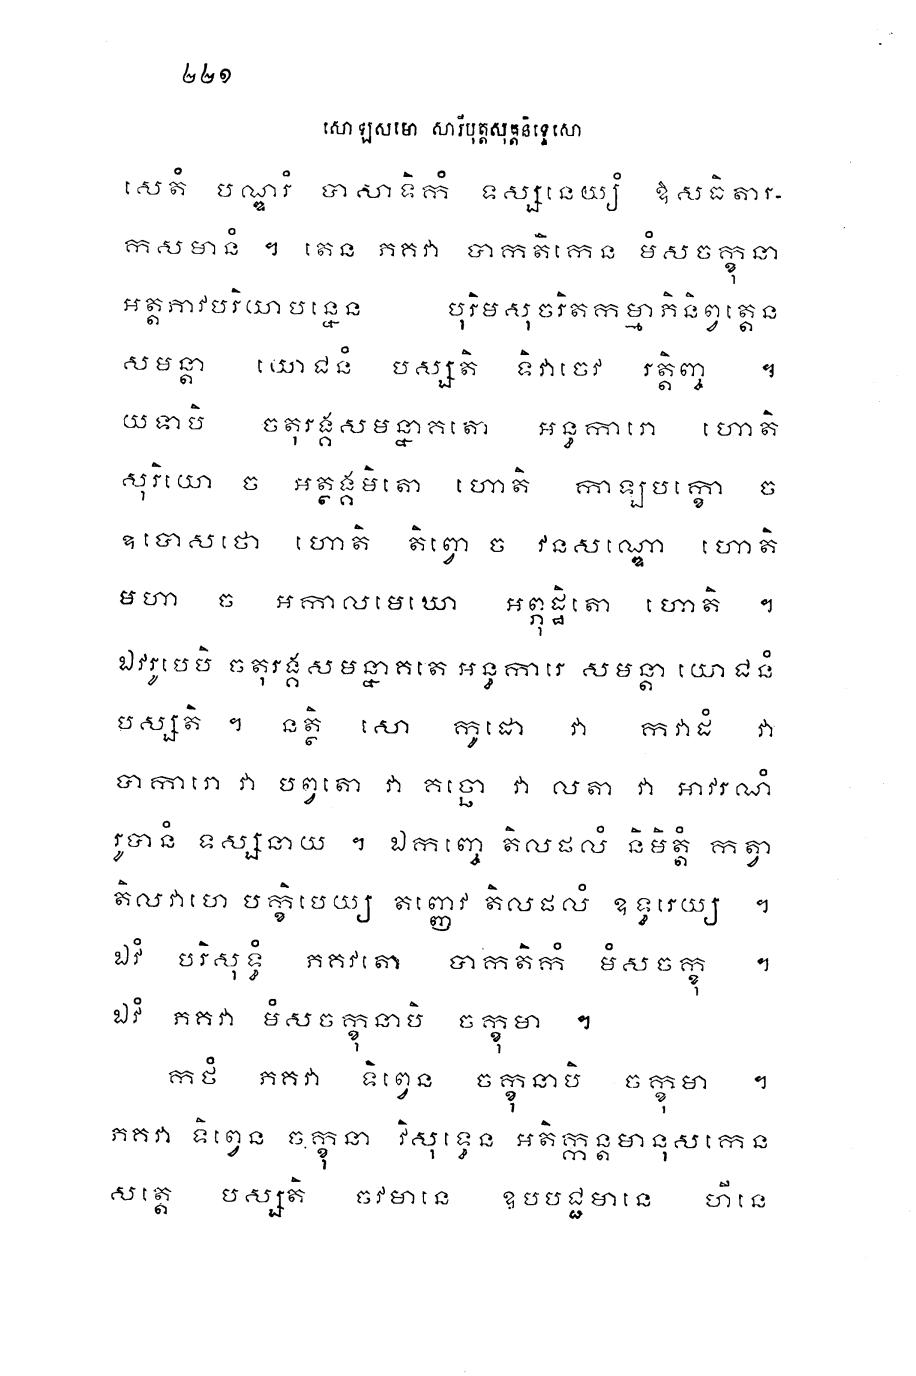 ២២១
សោឡសមោ សារីបុត្តសុត្តនិទ្ទេសោ
សេតំ បណ្ឌរំ បាសាទិកំ ទស្សនេយ្យំ ឱសធិតារ-
កសមានំ ។ តេន ភគវា បាកតិកេន មំសចក្ខុនា
អត្តភាវបរិយាបន្នេន បុរិមសុចរិតកម្មាភិនិព្វត្តេន
សមន្តា យោជនំ បស្សតិ ទិវាចេវ រត្តិញ្ច ។
យទាបិ ចតុរង្គសមន្នាគតោ អន្ធការោ ហោតិ
សុរិយោ ច អត្ថង្គមិតោ ហោតិ កាឡបក្ខោ ច
ឧបោសថោ ហោតិ តិព្វោ ច វនសណ្ឌោ ហោតិ
មហា ច អកាលមេឃោ អព្ភុដ្ឋិតោ ហោតិ ។
ឯវរូបេបិ ចតុរង្គសមន្នាគតេ អន្ធការេ សមន្តា យោជនំ
បស្សតិ ។ នត្ថិ សោ កូដោ វា កវាដំ វា
បាការោ វា បព្វតោ វា គច្ឆោ វា លតា វា អាវរណំ
រូបានំ ទស្សនាយ ។ ឯកញ្ចេ តិលផលំ និមិត្តំ កត្វា
តិលវាហេ បក្ខិបេយ្យ តញ្ញេវ តិលផលំ ឧទ្ធរេយ្យ ។
ឯវំ បរិសុទ្ធំ ភគវតោ បាកតិកំ មំសចក្ខុ ។
ឯវំ ភគវា មំសចក្ខុនាបិ ចក្ខុមា ។
កថំ ភគវា ទិព្វេន ចក្ខុនាបិ ចក្ខុមា ។
ភគវា ទិព្វេន ចក្ខុនា វិសុទ្ធេន អតិក្កន្តមានុសកេន
សត្តេ បស្សតិ ចវមានេ ឧបបជ្ជមានេ ហីនេ